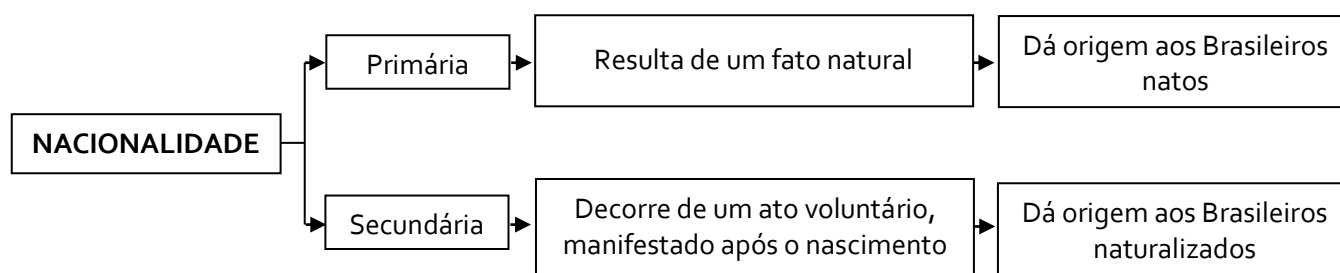 NACIONALIDADE
Primária
Resulta de um fato natural
Dá origem aos Brasileiros
natos
Secundária
Decorre de um ato voluntário,
manifestado após o nascimento
Dá origem aos Brasileiros
naturalizados